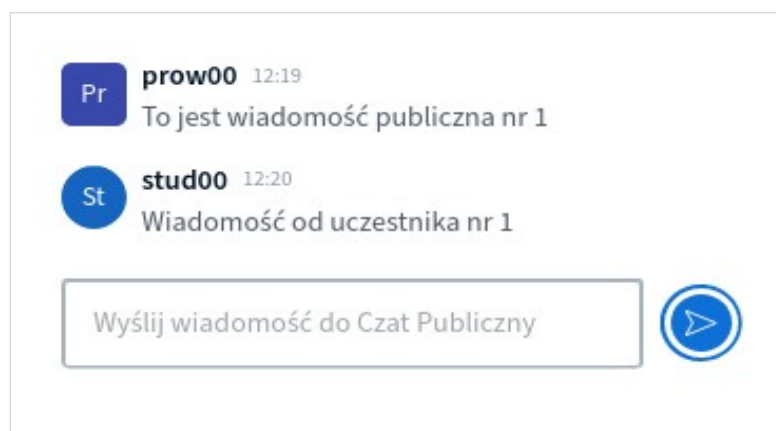 Pr
prow00 12:19
To jest wiadomość publiczna nr 1
St
stud00 12:20
Wiadomość od uczestnika nr 1
Wyślij wiadomość do Czat Publiczny